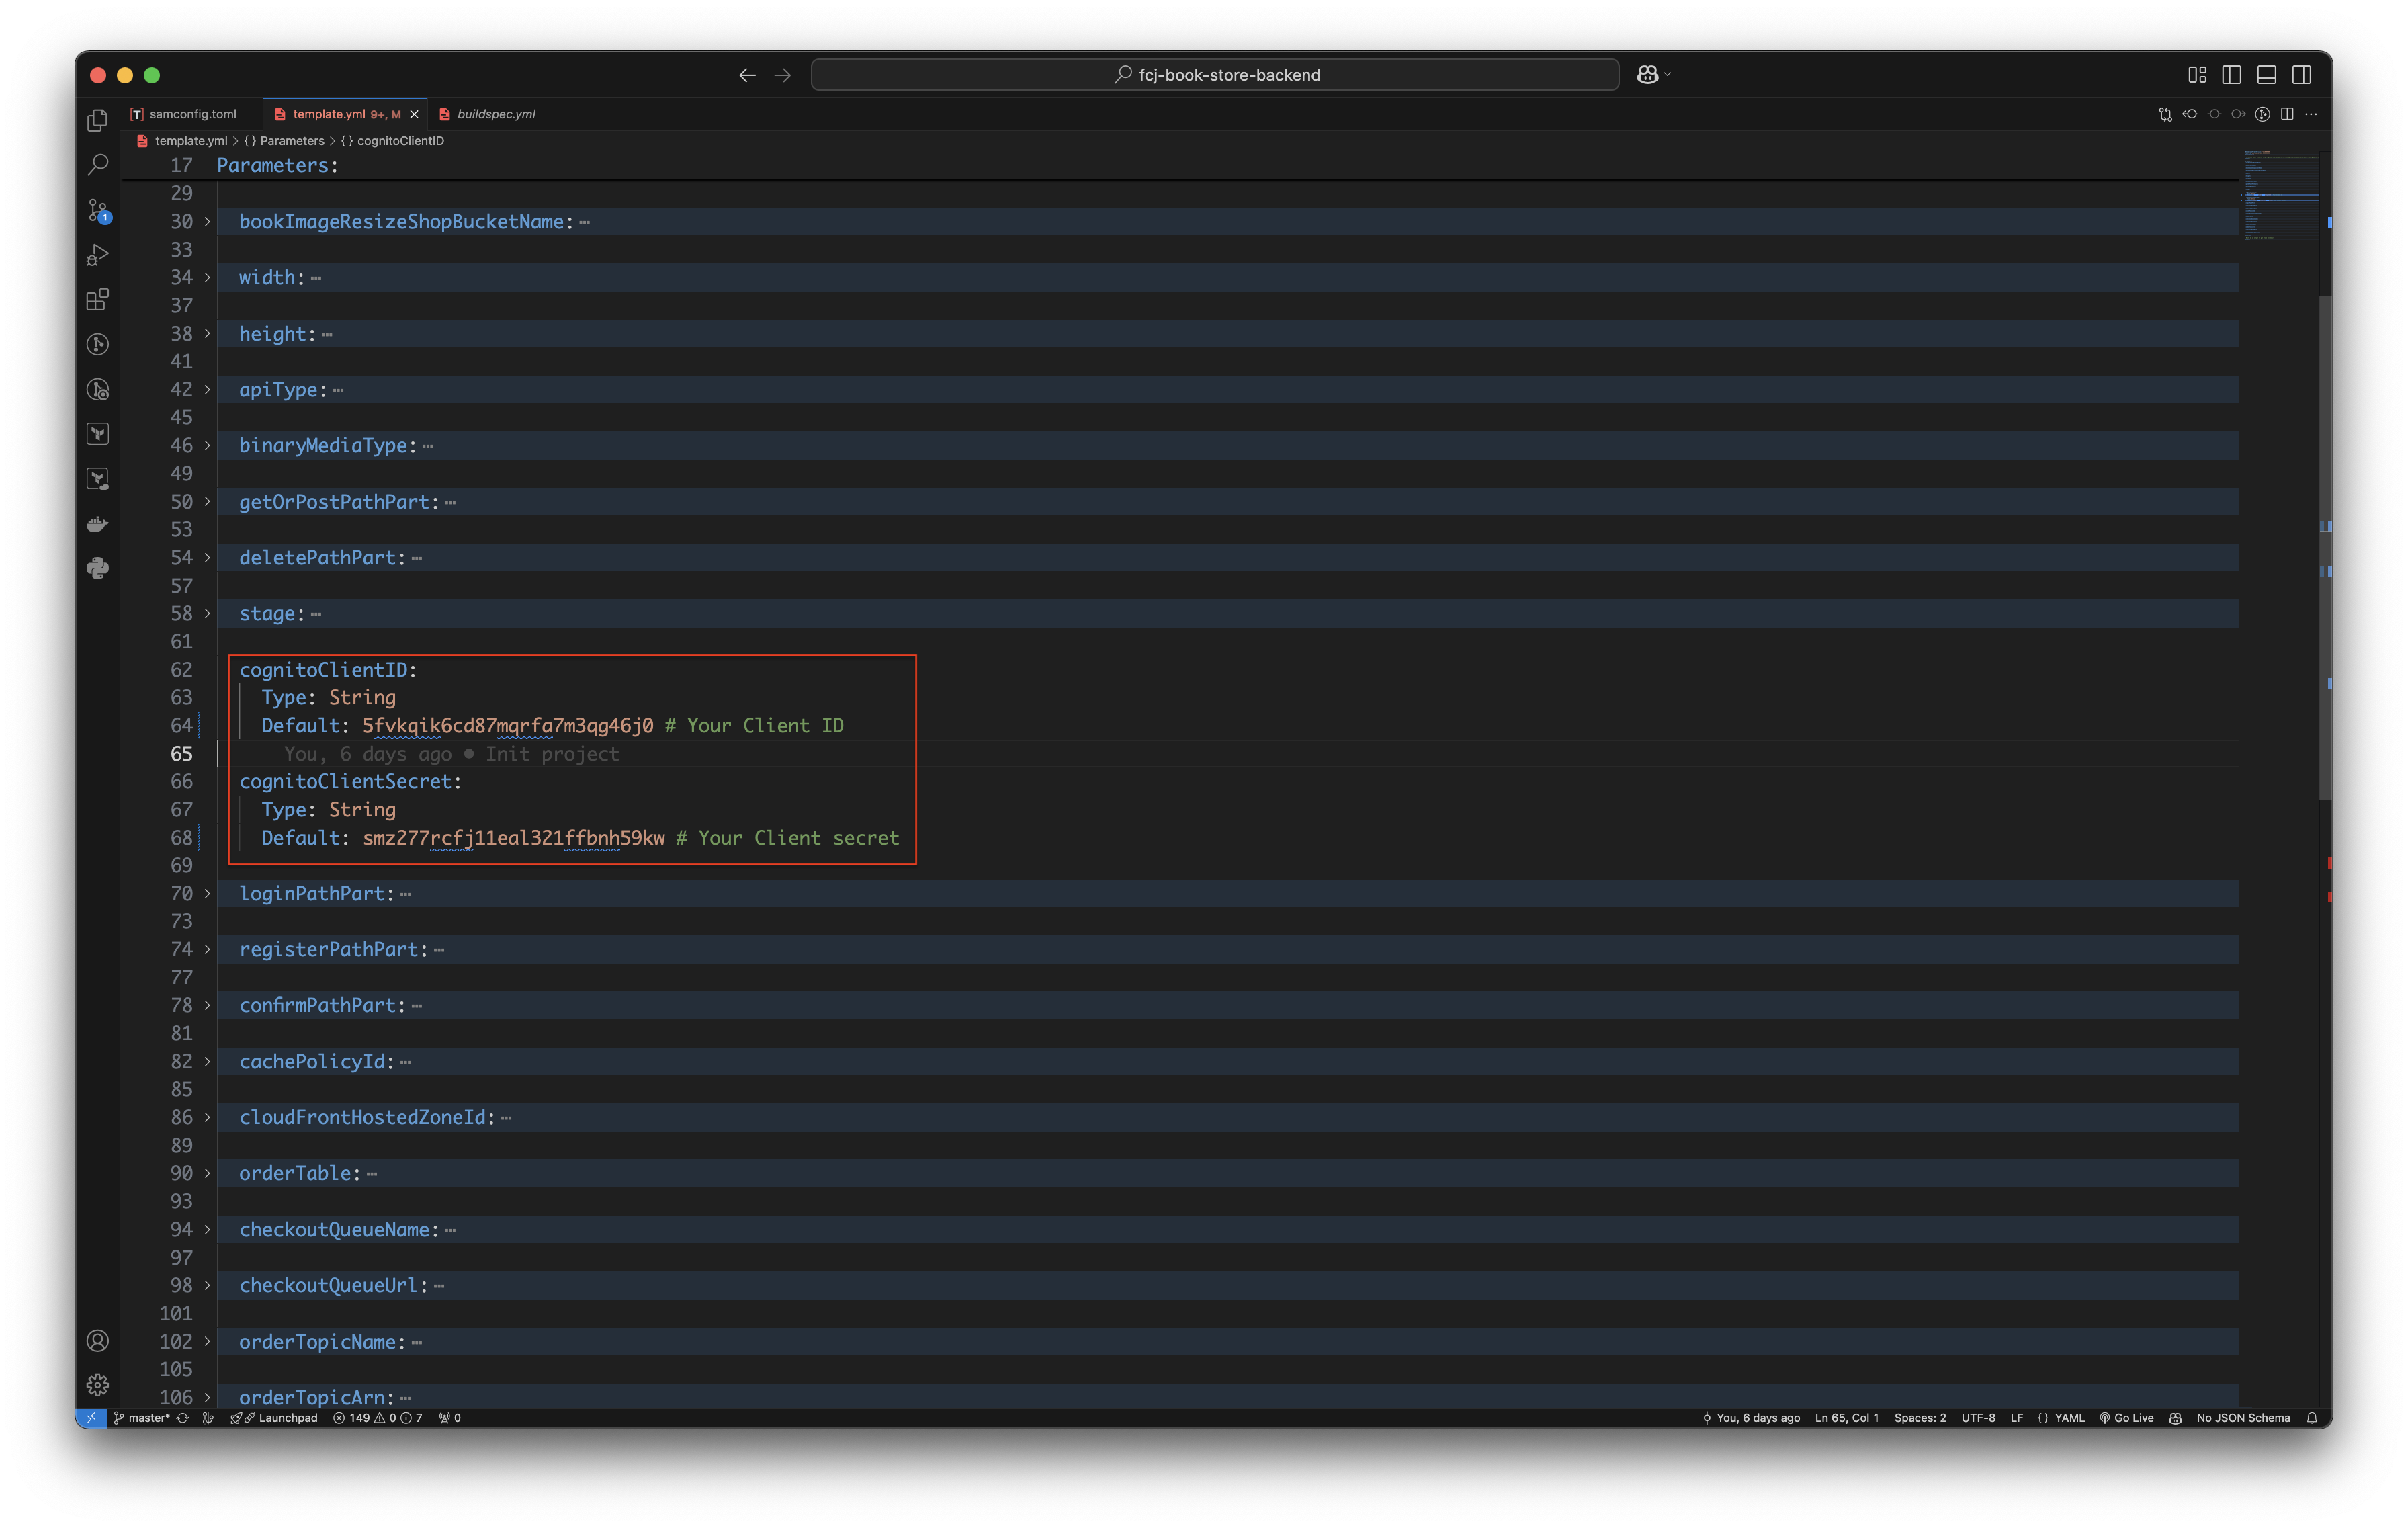 fcj-book-store-backend
samconfig.toml
template.yml 9+, M
buildspec.yml
template.yml > {} Parameters > {} cognitoClientID
17 Parameters:
29
30 > bookImageResizeShopBucketName: …
33
34 > width: …
37
38 > height: …
41
42 > apiType: …
45
46 > binaryMediaType: …
49
50 > getOrPostPathPart: …
53
54 > deletePathPart: …
57
58 > stage: …
61
62 cognitoClientID:
63 Type: String
64 Default: 5fvkqik6cd87mqrfa7m3qg46j0 # Your Client ID
65 You, 6 days ago • Init project
66 cognitoClientSecret:
67 Type: String
68 Default: smz277rcfj11eal321ffbnh59kw # Your Client secret
69
70 > loginPathPart: …
73
74 > registerPathPart: …
77
78 > confirmPathPart: …
81
82 > cachePolicyId: …
85
86 > cloudFrontHostedZoneId: …
89
90 > orderTable: …
93
94 > checkoutQueueName: …
97
98 > checkoutQueueUrl: …
101
102 > orderTopicName: …
105
106 > orderTopicArn: …
1
master* Launchpad 149 0 7 0 You, 6 days ago Ln 65, Col 1 Spaces: 2 UTF-8 LF {} YAML Go Live No JSON Schema